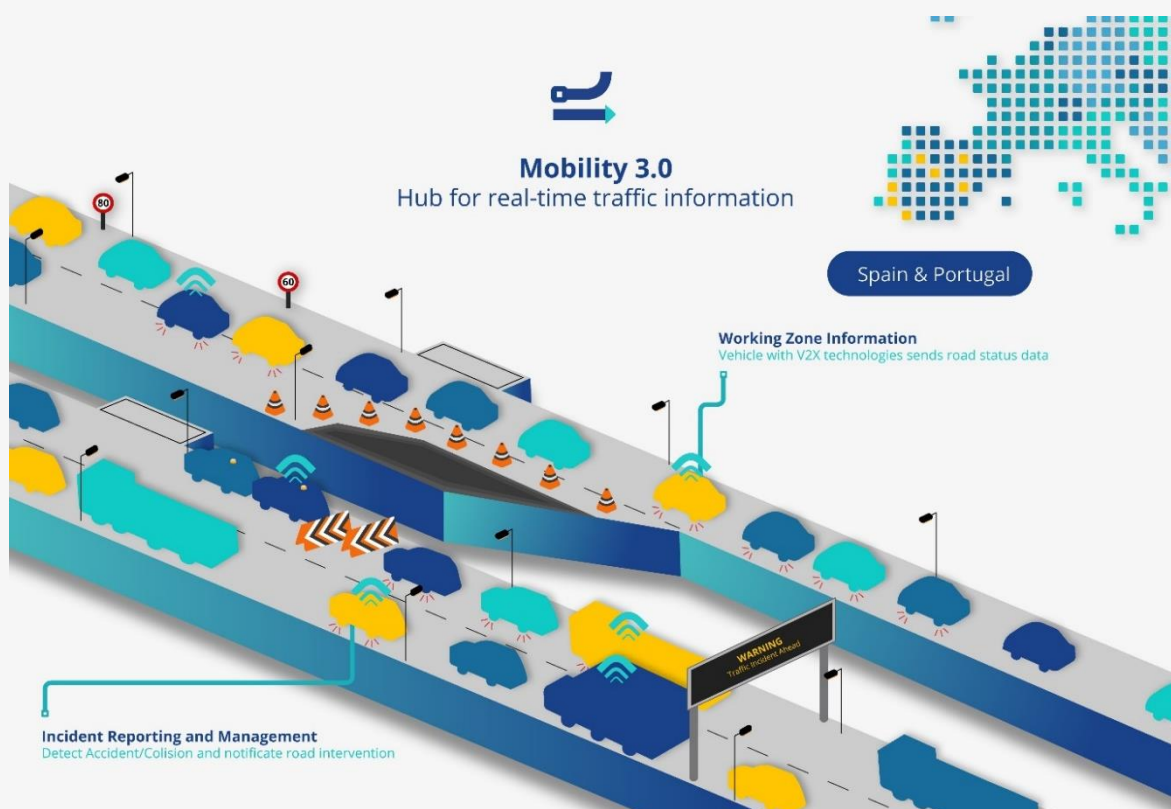 Mobility 3.0
Hub for real-time traffic information
Spain & Portugal
80
60
Working Zone Information
Vehicle with V2X technologies sends road status data
WARNING
Traffic Incident Ahead
Incident Reporting and Management
Detect Accident/Colision and notificate road intervention